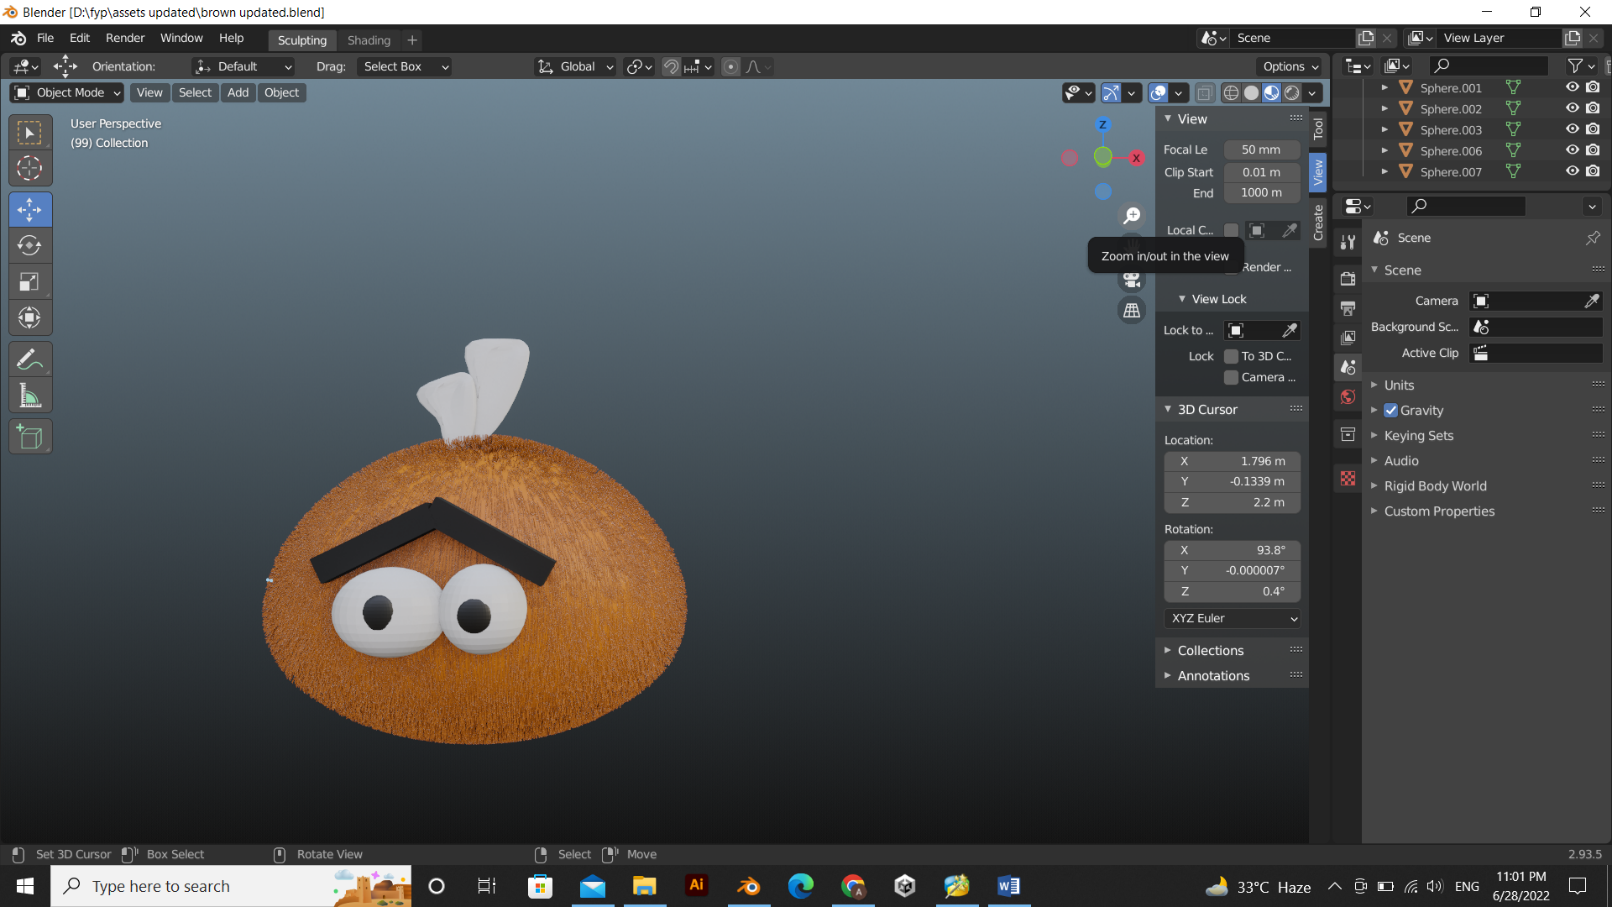 Blender [D:\fyp\assets updated\brown updated.blend]
File Edit Render Window Help Sculpting Shading + Scene View Layer
Orientation: Default Drag: Select Box Global Options
Object Mode View Select Add Object
User Perspective
(99) Collection
Z
X
View
Focal Le 50 mm
Clip Start 0.01 m
End 1000 m
Local C...
Render ...
Zoom in/out in the view
View Lock
Lock to ...
Lock To 3D C...
Camera ...
3D Cursor
Location:
X 1.796 m
Y -0.1339 m
Z 2.2 m
Rotation:
X 93.8°
Y -0.000007°
Z 0.4°
XYZ Euler
Collections
Annotations
Tool
View
Create
Sphere.001
Sphere.002
Sphere.003
Sphere.006
Sphere.007
Scene
Scene
Camera
Background Sc...
Active Clip
Units
Gravity
Keying Sets
Audio
Rigid Body World
Custom Properties
Set 3D Cursor Box Select Rotate View Select Move 2.93.5
Type here to search
Ai
W
33°C Haze
ENG
11:01 PM
6/28/2022